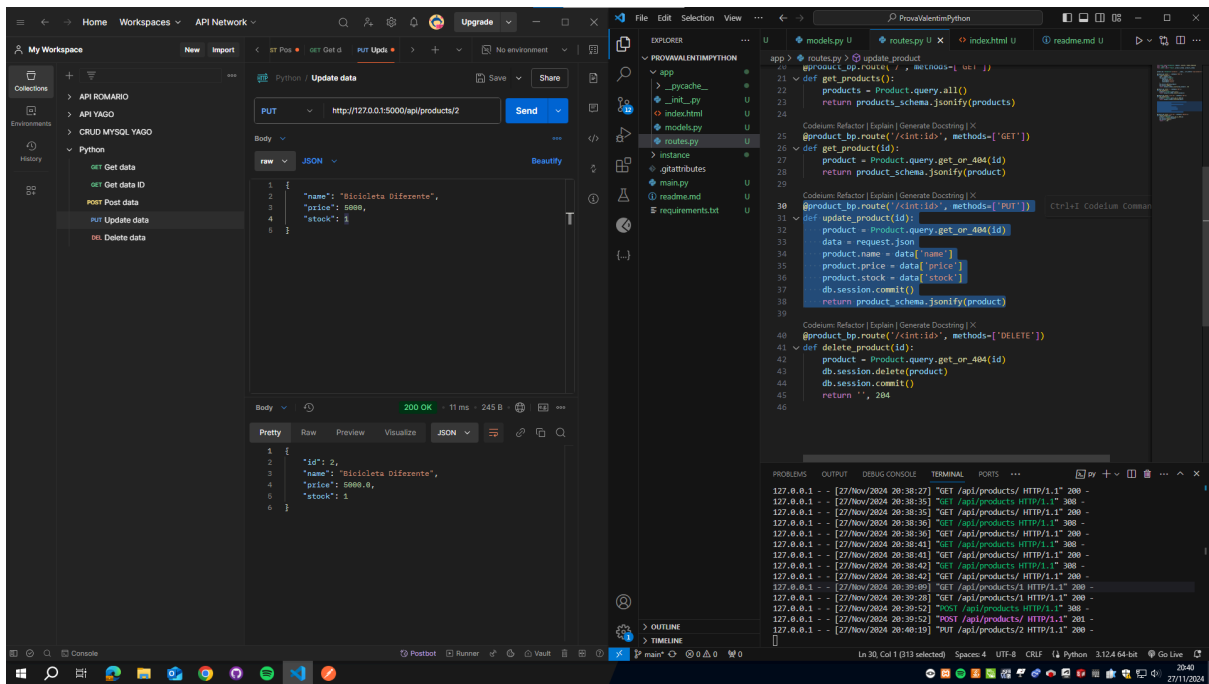 Home Workspaces API Network Upgrade
My Workspace New Import
ST Pos GET Get d PUT Upda No environment
Collections
Environments
History
API ROMARIO
API YAGO
CRUD MYSQL YAGO
Python
GET Get data
GET Get data ID
POST Post data
PUT Update data
DEL Delete data
Python / Update data Save Share
PUT http://127.0.0.1:5000/api/products/2 Send
Body
raw JSON Beautify
1 {
2 "name": "Bicicleta Diferente",
3 "price": 5000,
4 "stock": 1
6 }
Body 200 OK 11 ms 245 B
Pretty Raw Preview Visualize JSON
1 {
2 "id": 2,
3 "name": "Bicicleta Diferente",
4 "price": 5000.0,
5 "stock": 1
6 }
Console Postbot Runner Vault
File Edit Selection View ProvaValentimPython
EXPLORER
PROVAVALENTIMPYTHON
app
__pycache__
__init__.py U
index.html U
models.py U
routes.py U
instance
.gitattributes
main.py U
readme.md U
requirements.txt U
OUTLINE
TIMELINE
U models.py U routes.py U index.html U readme.md U
app > routes.py > update_product
20 @product_bp.route('/', methods=['GET'])
21 def get_products():
22 products = Product.query.all()
23 return products_schema.jsonify(products)
24
Codeium: Refactor | Explain | Generate Docstring | X
25 @product_bp.route('/<int:id>', methods=['GET'])
26 def get_product(id):
27 product = Product.query.get_or_404(id)
28 return product_schema.jsonify(product)
29
Codeium: Refactor | Explain | Generate Docstring | X
30 @product_bp.route('/<int:id>', methods=['PUT']) Ctrl+I Codeium Comman
31 def update_product(id):
32 product = Product.query.get_or_404(id)
33 data = request.json
34 product.name = data['name']
35 product.price = data['price']
36 product.stock = data['stock']
37 db.session.commit()
38 return product_schema.jsonify(product)
39
Codeium: Refactor | Explain | Generate Docstring | X
40 @product_bp.route('/<int:id>', methods=['DELETE'])
41 def delete_product(id):
42 product = Product.query.get_or_404(id)
43 db.session.delete(product)
44 db.session.commit()
45 return '', 204
46
PROBLEMS OUTPUT DEBUG CONSOLE TERMINAL PORTS py
127.0.0.1 - - [27/Nov/2024 20:38:27] "GET /api/products/ HTTP/1.1" 200 -
127.0.0.1 - - [27/Nov/2024 20:38:35] "GET /api/products HTTP/1.1" 308 -
127.0.0.1 - - [27/Nov/2024 20:38:35] "GET /api/products/ HTTP/1.1" 200 -
127.0.0.1 - - [27/Nov/2024 20:38:36] "GET /api/products HTTP/1.1" 308 -
127.0.0.1 - - [27/Nov/2024 20:38:36] "GET /api/products/ HTTP/1.1" 200 -
127.0.0.1 - - [27/Nov/2024 20:38:41] "GET /api/products HTTP/1.1" 308 -
127.0.0.1 - - [27/Nov/2024 20:38:41] "GET /api/products/ HTTP/1.1" 200 -
127.0.0.1 - - [27/Nov/2024 20:38:42] "GET /api/products HTTP/1.1" 308 -
127.0.0.1 - - [27/Nov/2024 20:38:42] "GET /api/products/ HTTP/1.1" 200 -
127.0.0.1 - - [27/Nov/2024 20:39:09] "GET /api/products/1 HTTP/1.1" 200 -
127.0.0.1 - - [27/Nov/2024 20:39:28] "GET /api/products/1 HTTP/1.1" 200 -
127.0.0.1 - - [27/Nov/2024 20:39:52] "POST /api/products HTTP/1.1" 308 -
127.0.0.1 - - [27/Nov/2024 20:39:52] "POST /api/products/ HTTP/1.1" 201 -
127.0.0.1 - - [27/Nov/2024 20:40:19] "PUT /api/products/2 HTTP/1.1" 200 -
main* 0 0 0 Ln 30, Col 1 (313 selected) Spaces: 4 UTF-8 CRLF Python 3.12.4 64-bit Go Live
20:40
27/11/2024